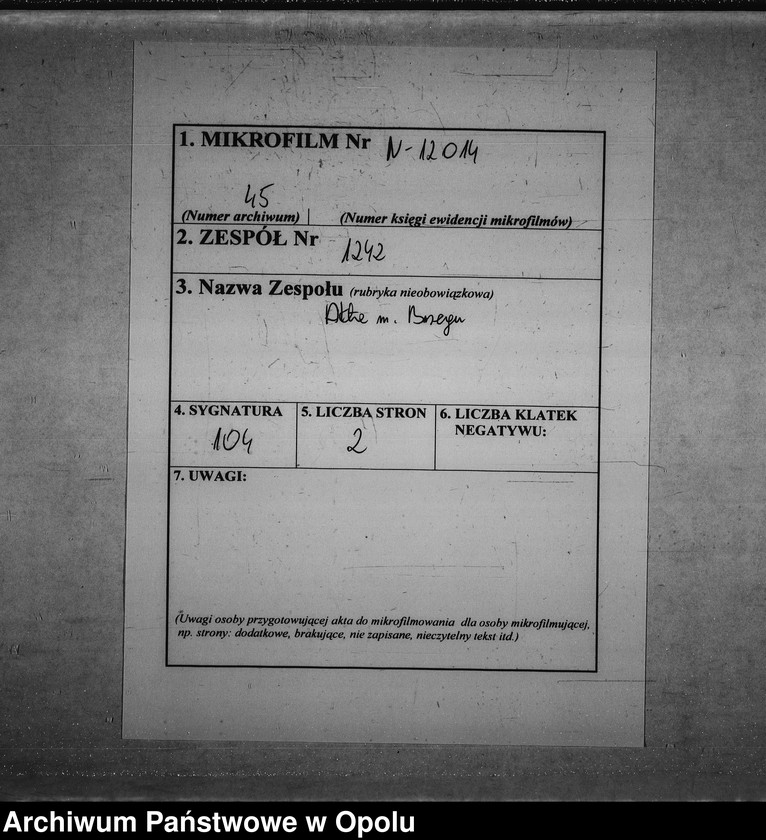 1. MIKROFILM Nr N-12014
45
(Numer archiwum) (Numer księgi ewidencji mikrofilmów)
2. ZESPÓŁ Nr 1242
3. Nazwa Zespołu (rubryka nieobowiązkowa)
Akta m. Brzegu
4. SYGNATURA 5. LICZBA STRON 6. LICZBA KLATEK
NEGATYWU:
104 2
7. UWAGI:
(Uwagi osoby przygotowującej akta do mikrofilmowania dla osoby mikrofilmującej,
np. strony: dodatkowe, brakujące, nie zapisane, nieczytelny tekst itd.)
Archiwum Państwowe w Opolu